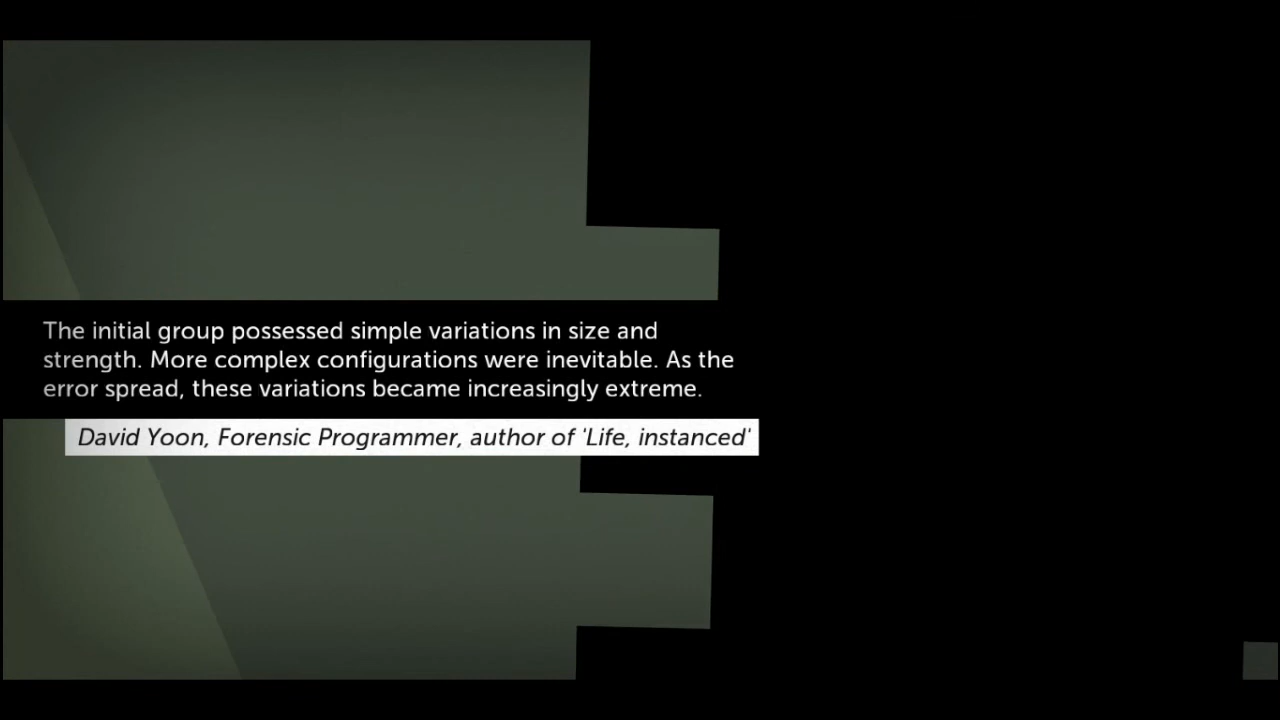 The initial group possessed simple variations in size and
strength. More complex configurations were inevitable. As the
error spread, these variations became increasingly extreme.
David Yoon, Forensic Programmer, author of 'Life, instanced'